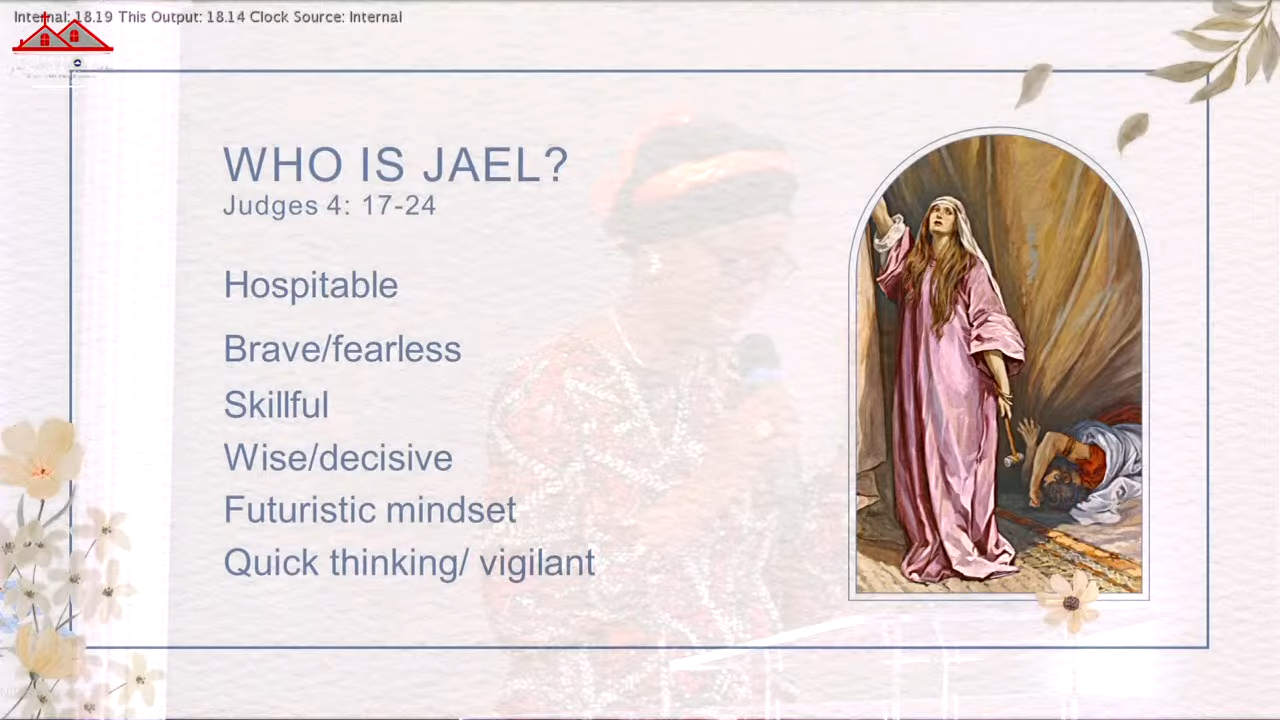 Internal: 18.19 This Output: 18.14 Clock Source: Internal
WHO IS JAEL?
Judges 4: 17-24
Hospitable
Brave/fearless
Skillful
Wise/decisive
Futuristic mindset
Quick thinking/ vigilant